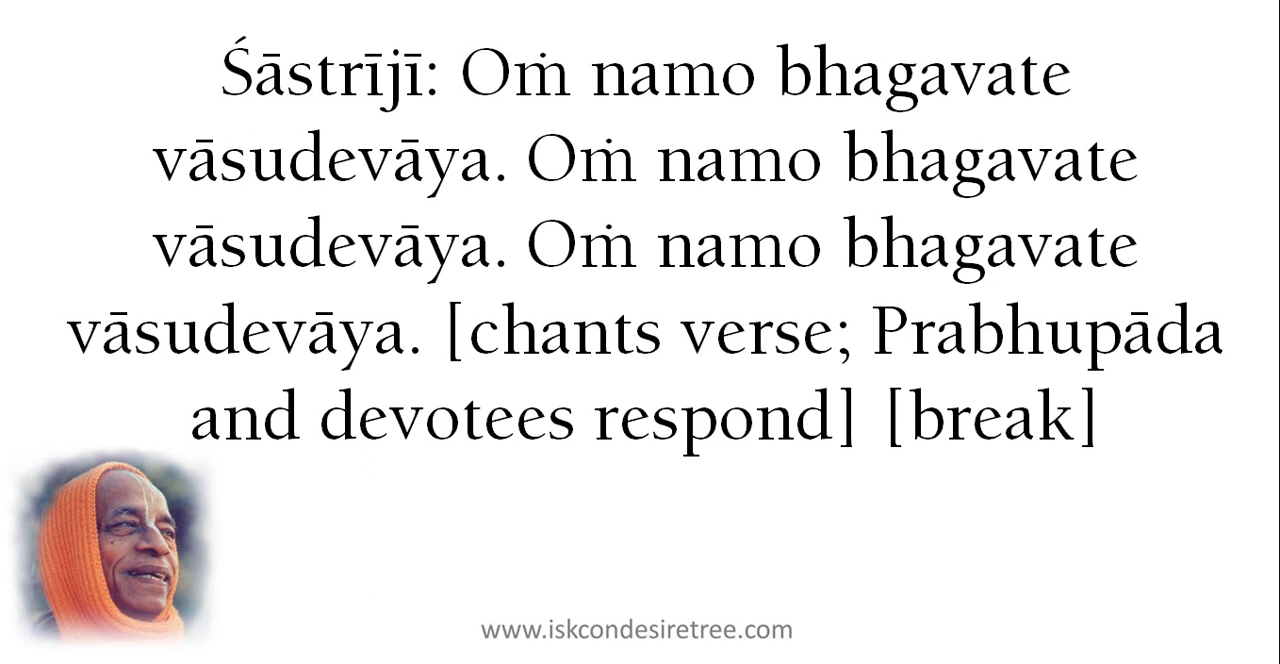 Śāstrījī: Oṁ namo bhagavate
vāsudevāya. Oṁ namo bhagavate
vāsudevāya. Oṁ namo bhagavate
vāsudevāya. [chants verse; Prabhupāda
and devotees respond] [break]
www.iskcondesiretree.com